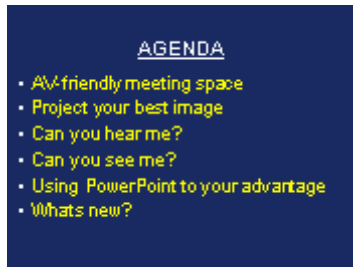 AGENDA
• AV-friendly meeting space
• Project your best image
• Can you hear me?
• Can you see me?
• Using PowerPoint to your advantage
• Whats new?